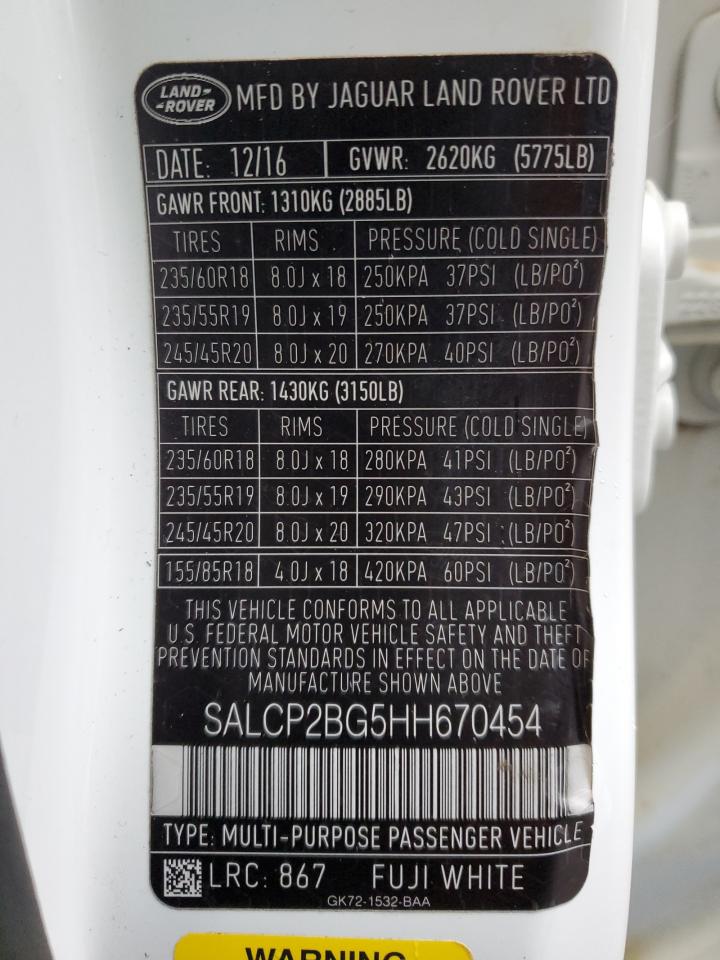 LAND-
-ROVER
MFD BY JAGUAR LAND ROVER LTD
DATE: 12/16 GVWR: 2620KG (5775LB)
GAWR FRONT: 1310KG (2885LB)
TIRES RIMS PRESSURE (COLD SINGLE)
235/60R18 8.0J x 18 250KPA 37PSI (LB/PO²)
235/55R19 8.0J x 19 250KPA 37PSI (LB/PO²)
245/45R20 8.0J x 20 270KPA 40PSI (LB/PO²)
GAWR REAR: 1430KG (3150LB)
TIRES RIMS PRESSURE (COLD SINGLE)
235/60R18 8.0J x 18 280KPA 41PSI (LB/PO²)
235/55R19 8.0J x 19 290KPA 43PSI (LB/PO²)
245/45R20 8.0J x 20 320KPA 47PSI (LB/PO²)
155/85R18 4.0J x 18 420KPA 60PSI (LB/PO²)
THIS VEHICLE CONFORMS TO ALL APPLICABLE
U.S. FEDERAL MOTOR VEHICLE SAFETY AND THEFT
PREVENTION STANDARDS IN EFFECT ON THE DATE OF
MANUFACTURE SHOWN ABOVE
SALCP2BG5HH670454
TYPE: MULTI-PURPOSE PASSENGER VEHICLE
LRC: 867 FUJI WHITE
GK72-1532-BAA
WARNING